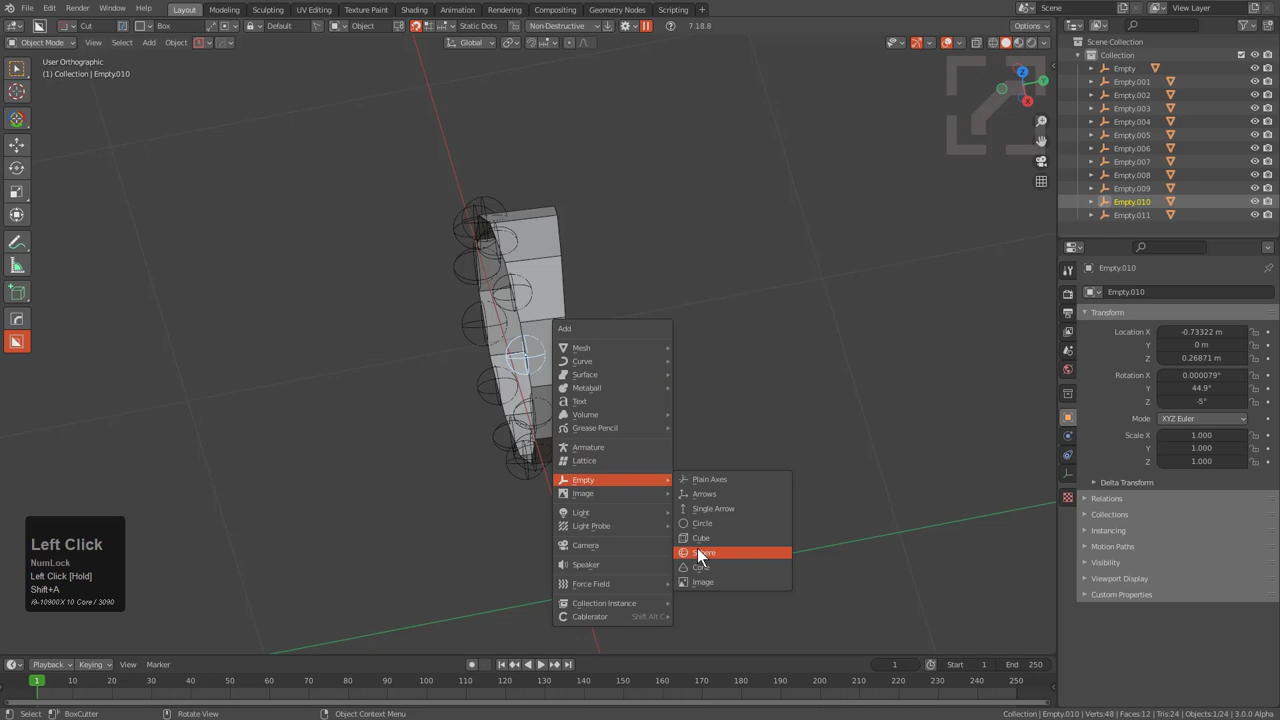 File Edit Render Window Help Layout Modeling Sculpting UV Editing Texture Paint Shading Animation Rendering Compositing Geometry Nodes Scripting Scene View Layer
Cut Box Default Object Static Dots Non-Destructive 7.18.8 Options
Object Mode View Select Add Object Global
User Orthographic
(1) Collection | Empty.010
Z
Y
X
Scene Collection
Collection
Empty
Empty.001
Empty.002
Empty.003
Empty.004
Empty.005
Empty.006
Empty.007
Empty.008
Empty.009
Empty.010
Empty.011
Empty.010
Empty.010
Transform
Location X -0.73322 m
Y 0 m
Z 0.26871 m
Rotation X 0.000079°
Y 44.9°
Z -5°
Mode XYZ Euler
Scale X 1.000
Y 1.000
Z 1.000
Delta Transform
Relations
Collections
Instancing
Motion Paths
Visibility
Viewport Display
Custom Properties
Add
Mesh
Curve
Surface
Metaball
Text
Volume
Grease Pencil
Armature
Lattice
Empty
Image
Light
Light Probe
Camera
Speaker
Force Field
Collection Instance
Cablerator Shift Alt C
Plain Axes
Arrows
Single Arrow
Circle
Cube
Sphere
Cone
Image
Left Click
NumLock
Left Click [Hold]
Shift+A
i9-10900X 10 Core / 3090
Playback Keying View Marker 1 Start 1 End 250
1 10 20 30 40 50 60 70 80 90 100 110 120 130 140 150 160 170 180 190 200 210 220 230 240 250
Select BoxCutter Rotate View Object Context Menu Collection | Empty.010 | Verts:48 | Faces:12 | Tris:24 | Objects:1/24 | 3.0.0 Alpha